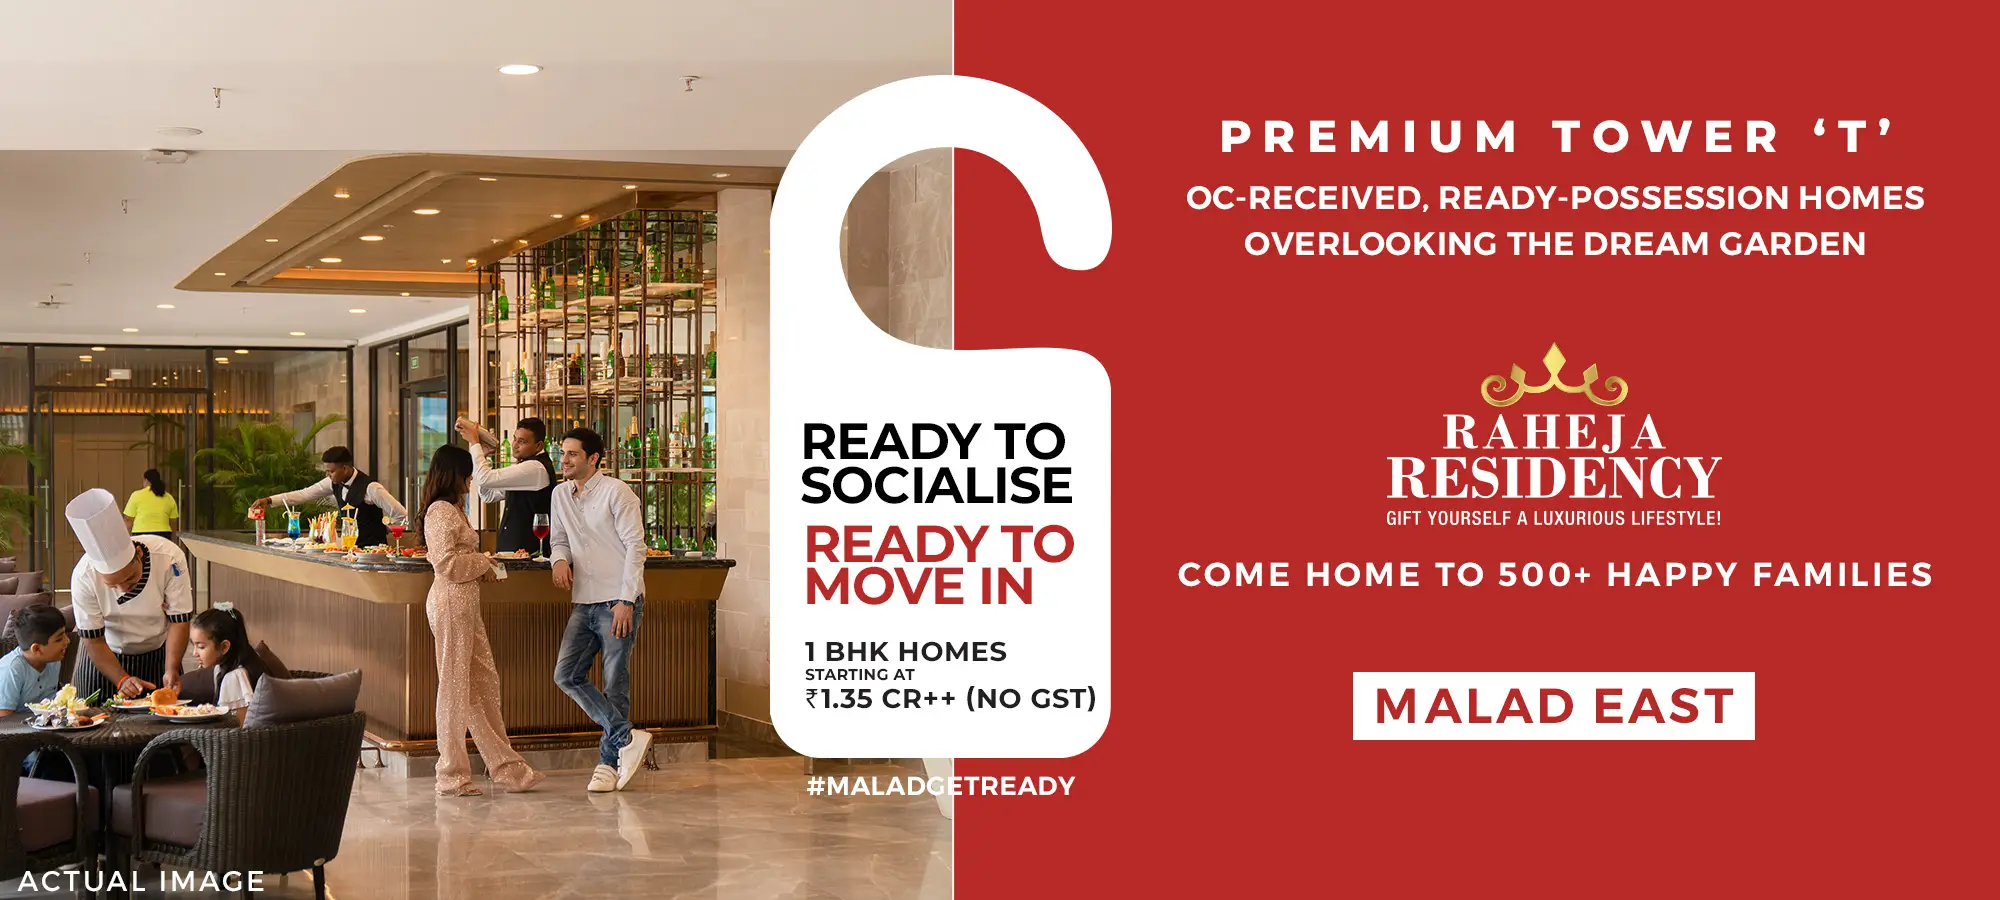 READY TO
SOCIALISE
READY TO
MOVE IN
1 BHK HOMES
STARTING AT
₹1.35 CR++ (NO GST)
#MALADGETREADY
ACTUAL IMAGE
PREMIUM TOWER ‘T’
OC-RECEIVED, READY-POSSESSION HOMES
OVERLOOKING THE DREAM GARDEN
RAHEJA
RESIDENCY
GIFT YOURSELF A LUXURIOUS LIFESTYLE!
COME HOME TO 500+ HAPPY FAMILIES
MALAD EAST